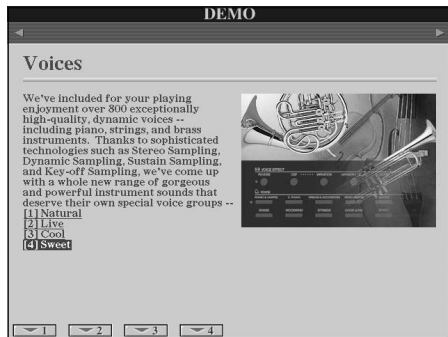 DEMO
Voices
We've included for your playing
enjoyment over 800 exceptionally
high-quality, dynamic voices --
including piano, strings, and brass
instruments. Thanks to sophisticated
technologies such as Stereo Sampling,
Dynamic Sampling, Sustain Sampling,
and Key-off Sampling, we've come up
with a whole new range of gorgeous
and powerful instrument sounds that
deserve their own special voice groups --
[1] Natural
[2] Live
[3] Cool
[4] Sweet
VOICE EFFECT
1
2
3
4